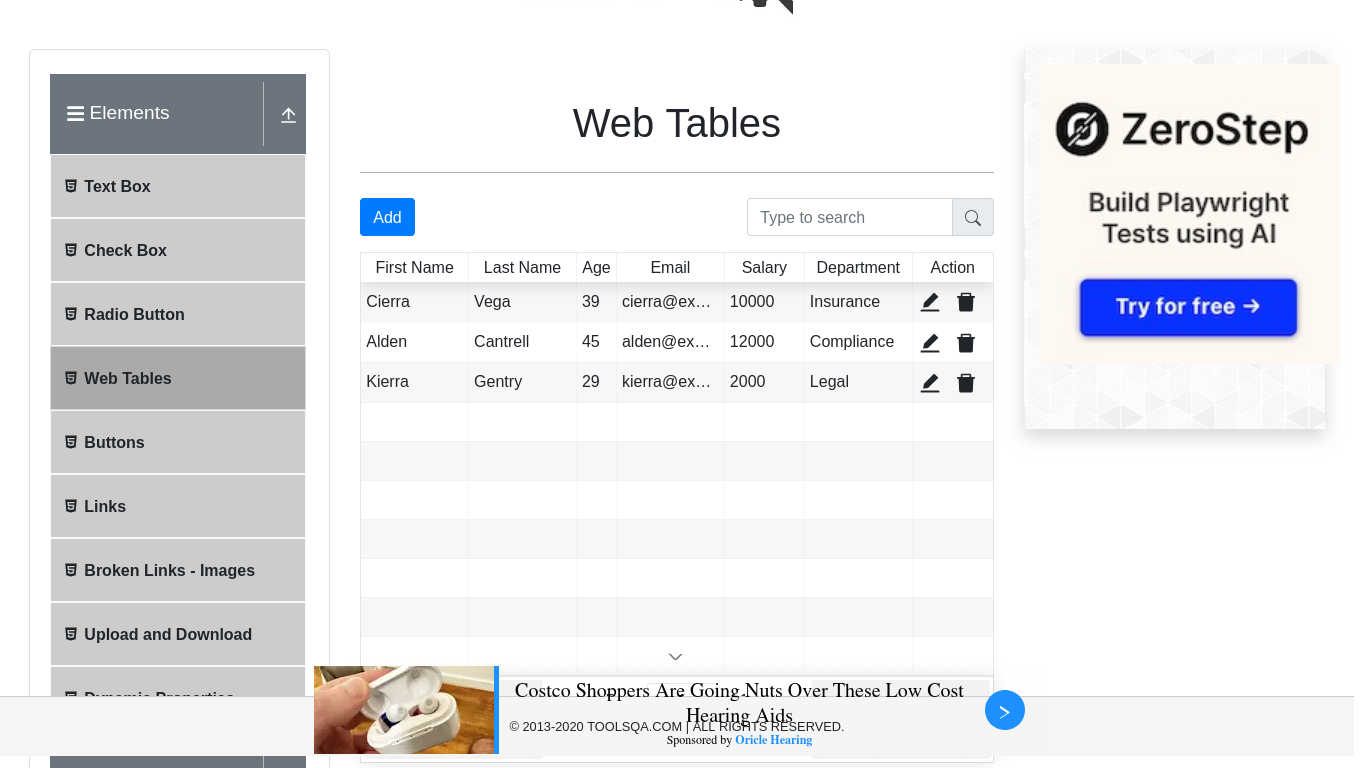 Elements
Text Box
Check Box
Radio Button
Web Tables
Buttons
Links
Broken Links - Images
Upload and Download
Dynamic Properties
Web Tables
Add
Type to search
First Name Last Name Age Email Salary Department Action
Cierra Vega 39 cierra@ex… 10000 Insurance
Alden Cantrell 45 alden@ex… 12000 Compliance
Kierra Gentry 29 kierra@ex… 2000 Legal
ZeroStep
Build Playwright
Tests using AI
Try for free →
Costco Shoppers Are Going Nuts Over These Low Cost
Hearing Aids
© 2013-2020 TOOLSQA.COM | ALL RIGHTS RESERVED.
Sponsored by Oricle Hearing